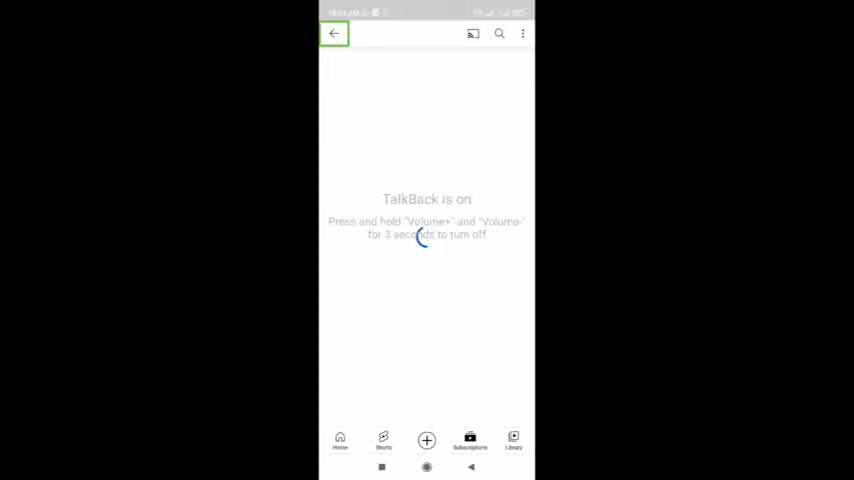 TalkBack is on
Press and hold "Volume+" and "Volume-"
for 3 seconds to turn off
Home
Shorts
Subscriptions
Library